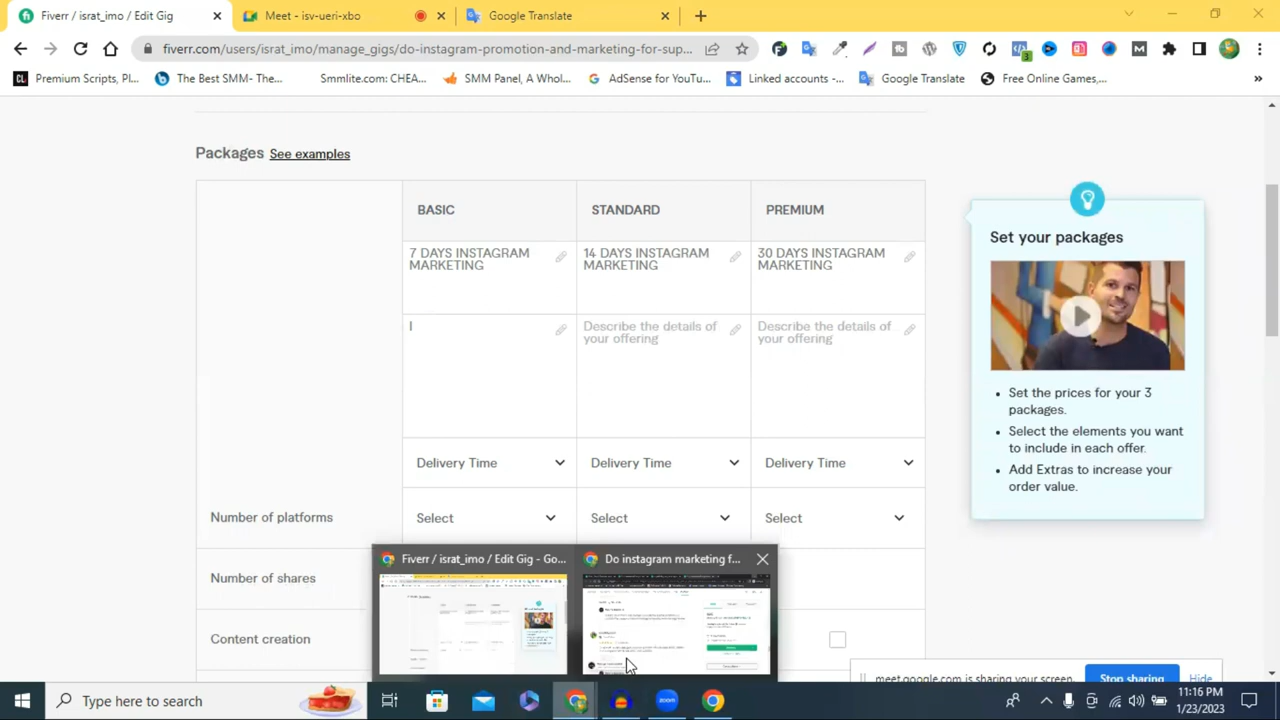 Fiverr / israt_imo / Edit Gig
Meet - isv-ueri-xbo
Google Translate
fiverr.com/users/israt_imo/manage_gigs/do-instagram-promotion-and-marketing-for-sup...
Premium Scripts, Pl...
The Best SMM- The...
Smmlite.com: CHEA...
SMM Panel, A Whol...
AdSense for YouTu...
Linked accounts -...
Google Translate
Free Online Games,...
Packages See examples
BASIC
STANDARD
PREMIUM
7 DAYS INSTAGRAM
MARKETING
14 DAYS INSTAGRAM
MARKETING
30 DAYS INSTAGRAM
MARKETING
Describe the details of
your offering
Describe the details of
your offering
Delivery Time
Delivery Time
Delivery Time
Number of platforms
Select
Select
Select
Number of shares
Content creation
Set your packages
Set the prices for your 3
packages.
Select the elements you want
to include in each offer.
Add Extras to increase your
order value.
Fiverr / israt_imo / Edit Gig - Go...
Do instagram marketing f...
meet.google.com is sharing your screen.
Stop sharing
Hide
Type here to search
zoom
11:16 PM
1/23/2023